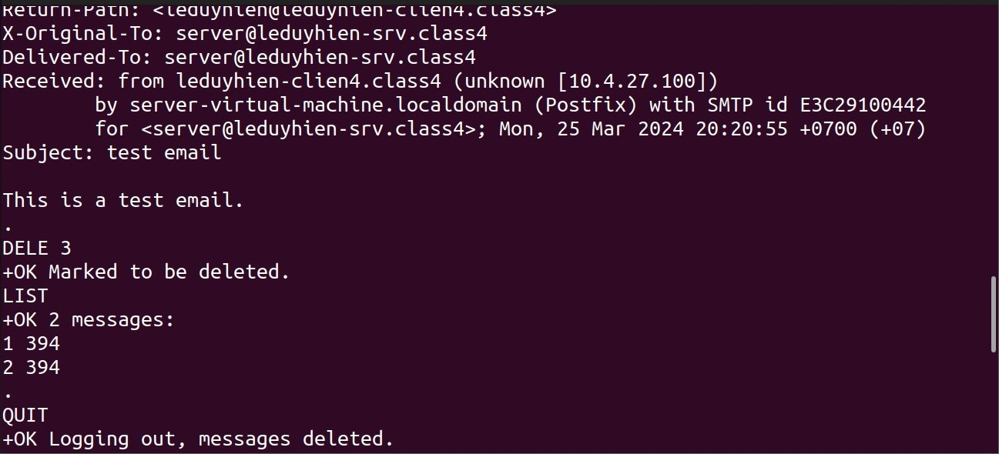 Return-Path: <leduyhien@leduyhien-clien4.class4>
X-Original-To: server@leduyhien-srv.class4
Delivered-To: server@leduyhien-srv.class4
Received: from leduyhien-clien4.class4 (unknown [10.4.27.100])
        by server-virtual-machine.localdomain (Postfix) with SMTP id E3C29100442
        for <server@leduyhien-srv.class4>; Mon, 25 Mar 2024 20:20:55 +0700 (+07)
Subject: test email

This is a test email.
.
DELE 3
+OK Marked to be deleted.
LIST
+OK 2 messages:
1 394
2 394
.
QUIT
+OK Logging out, messages deleted.